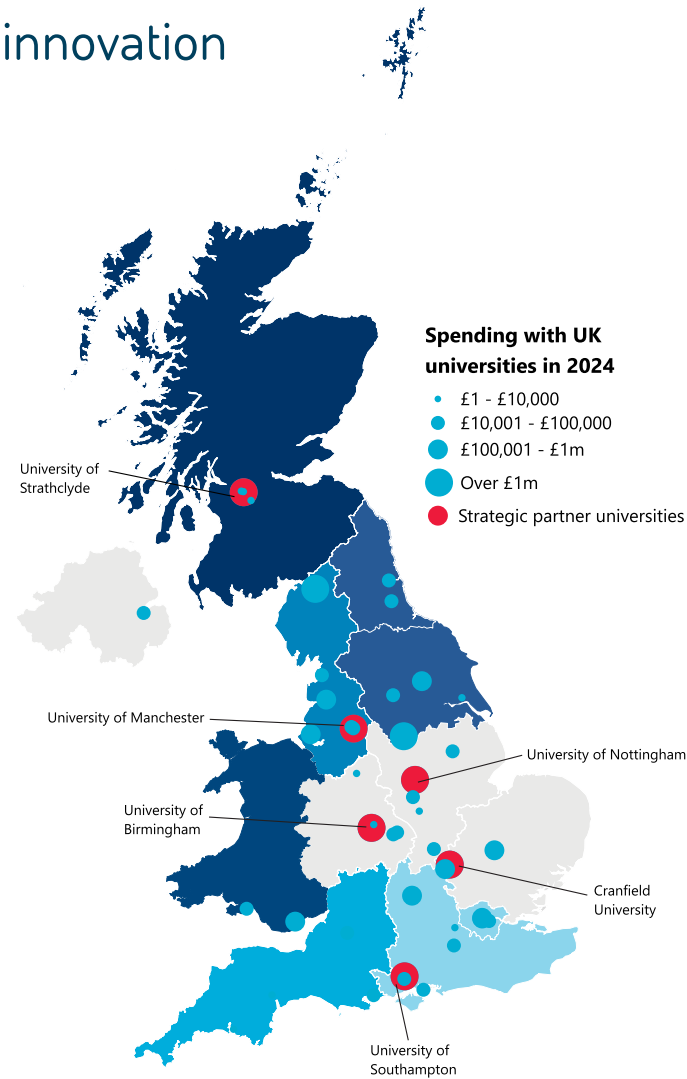 innovation
Spending with UK
universities in 2024
£1 - £10,000
£10,001 - £100,000
£100,001 - £1m
Over £1m
Strategic partner universities
University of
Strathclyde
University of Manchester
University of Nottingham
University of
Birmingham
Cranfield
University
University of
Southampton